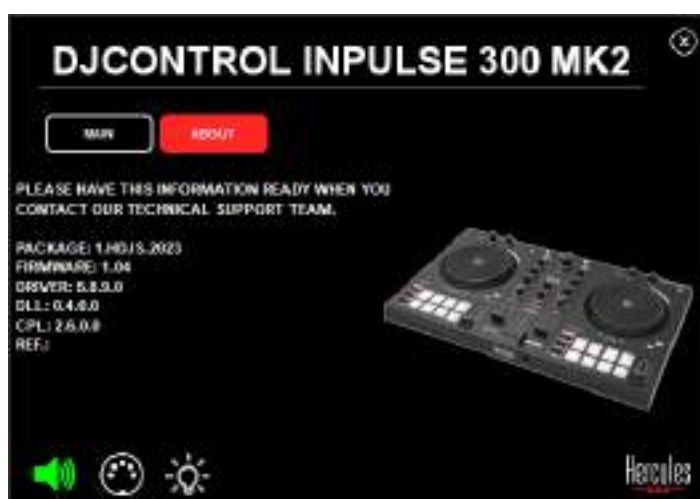 DJCONTROL INPULSE 300 MK2
MAIN
ABOUT
PLEASE HAVE THIS INFORMATION READY WHEN YOU
CONTACT OUR TECHNICAL SUPPORT TEAM.
PACKAGE: 1.HDJS.2023
FIRMWARE: 1.04
DRIVER: 5.8.9.0
DLL: 0.4.0.0
CPL: 2.6.0.0
REF.:
Hercules